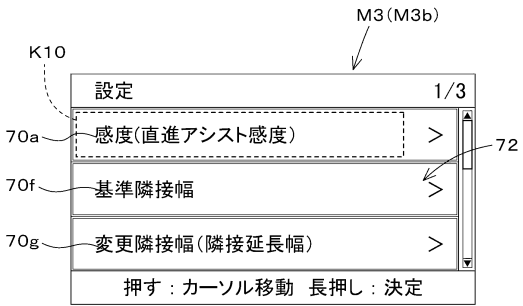 M3(M3b)
K10
設定 1/3
70a 感度(直進アシスト感度) >
72
70f 基準隣接幅 >
70g 変更隣接幅(隣接延長幅) >
押す:カーソル移動 長押し:決定